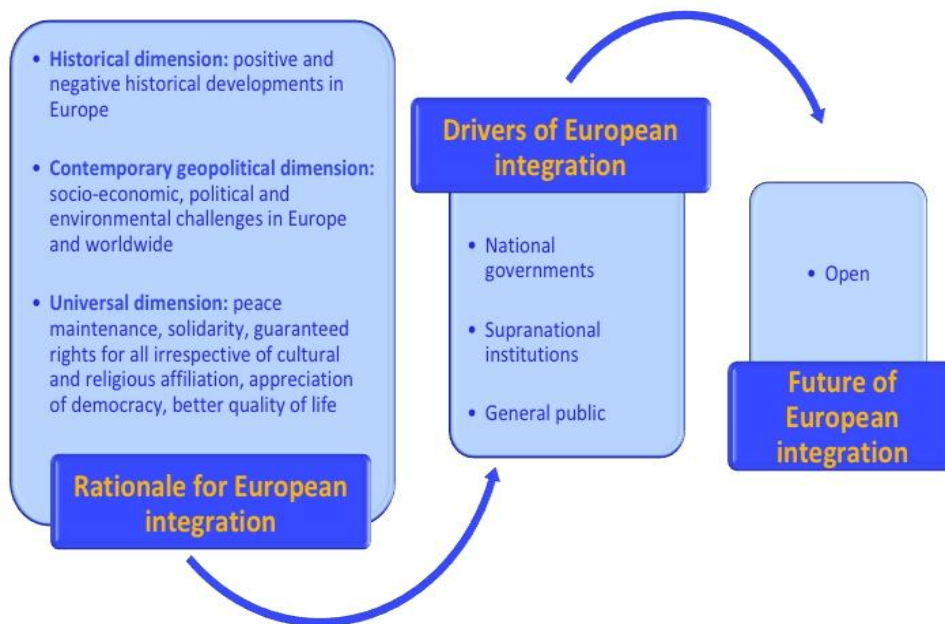 • Historical dimension: positive and
negative historical developments in
Europe
• Contemporary geopolitical dimension:
socio-economic, political and
environmental challenges in Europe
and worldwide
• Universal dimension: peace
maintenance, solidarity, guaranteed
rights for all irrespective of cultural
and religious affiliation, appreciation
of democracy, better quality of life
Rationale for European
integration
Drivers of European
integration
• National
governments
• Supranational
institutions
• General public
• Open
Future of
European
integration